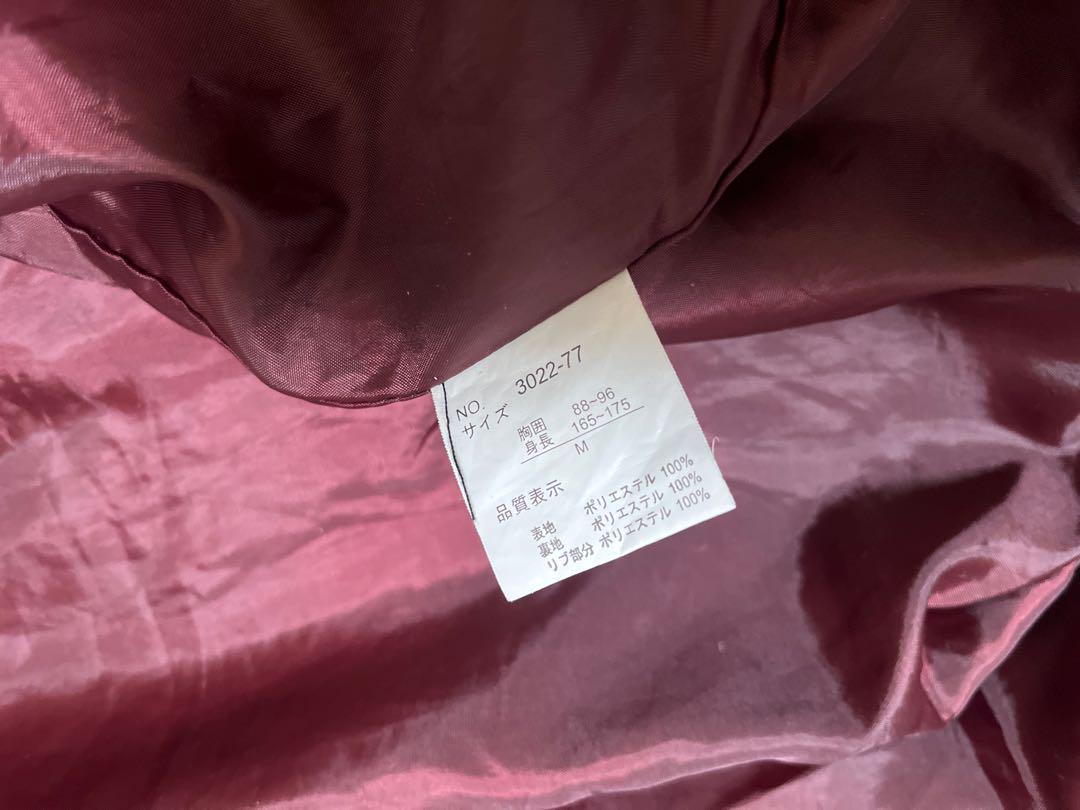 NO. 3022-77
サイズ
胸囲 88~96
身長 165~175
M
品質表示
表地 ポリエステル 100%
裏地 ポリエステル 100%
リブ部分 ポリエステル 100%